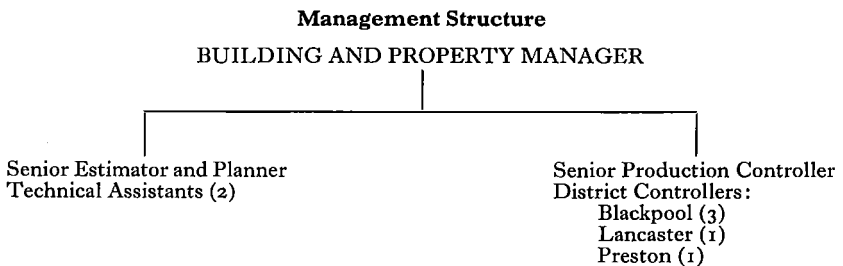 Management Structure
BUILDING AND PROPERTY MANAGER
Senior Estimator and Planner
Technical Assistants (2)
Senior Production Controller
District Controllers:
Blackpool (3)
Lancaster (1)
Preston (1)